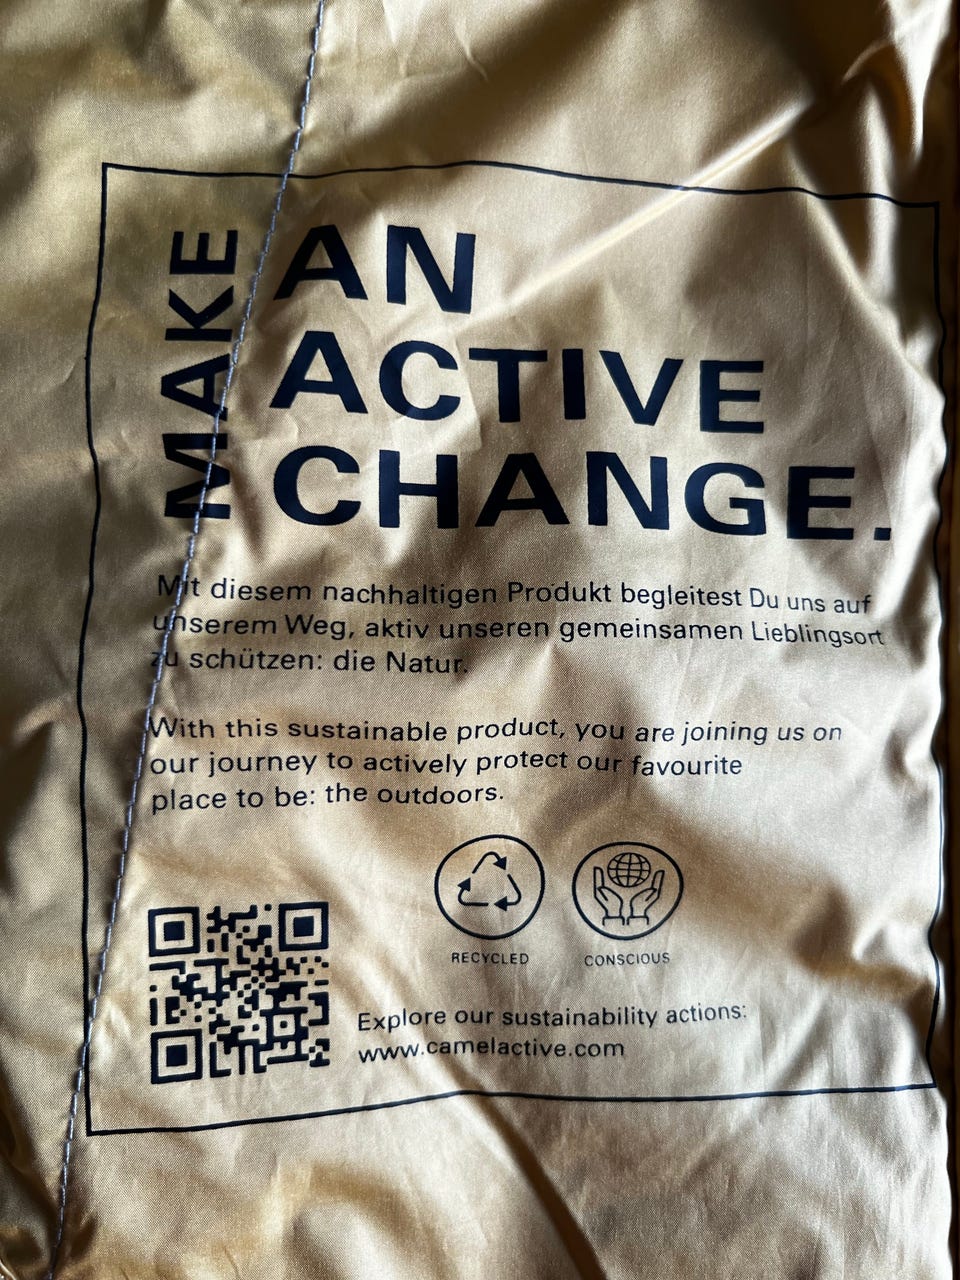 MAKE
AN
ACTIVE
CHANGE.
Mit diesem nachhaltigen Produkt begleitest Du uns auf
unserem Weg, aktiv unseren gemeinsamen Lieblingsort
zu schützen: die Natur.
With this sustainable product, you are joining us on
our journey to actively protect our favourite
place to be: the outdoors.
RECYCLED CONSCIOUS
Explore our sustainability actions:
www.camelactive.com